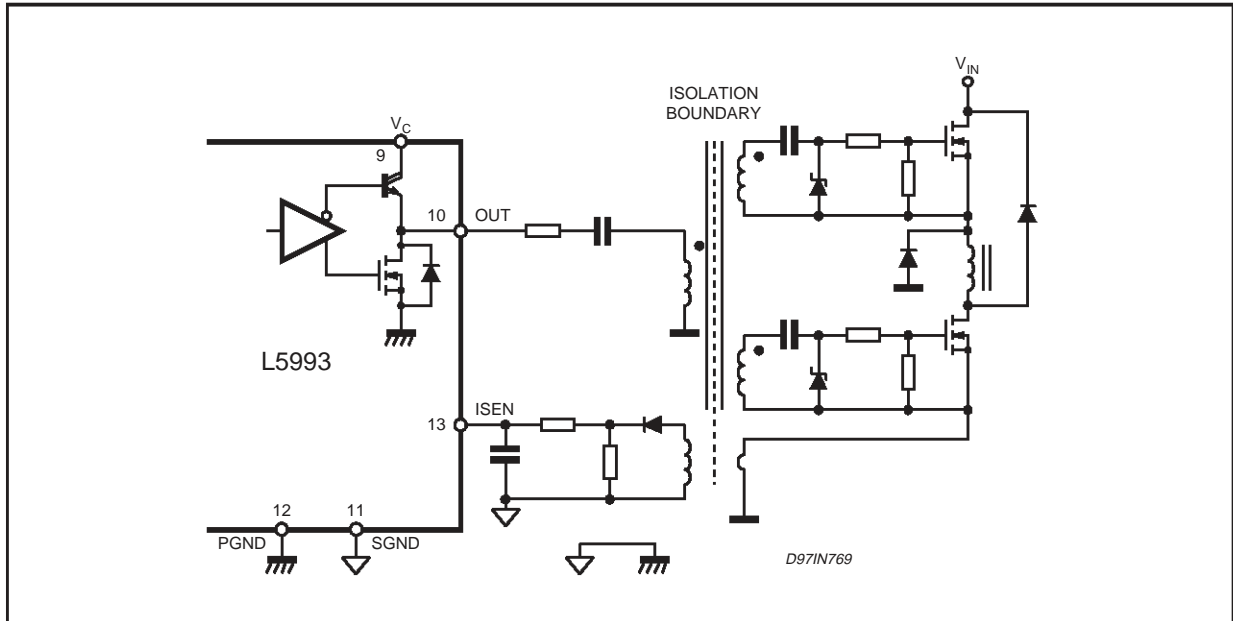 V_IN
ISOLATION
BOUNDARY
V_C
9
10
OUT
L5993
13
ISEN
12
11
PGND
SGND
D97IN769